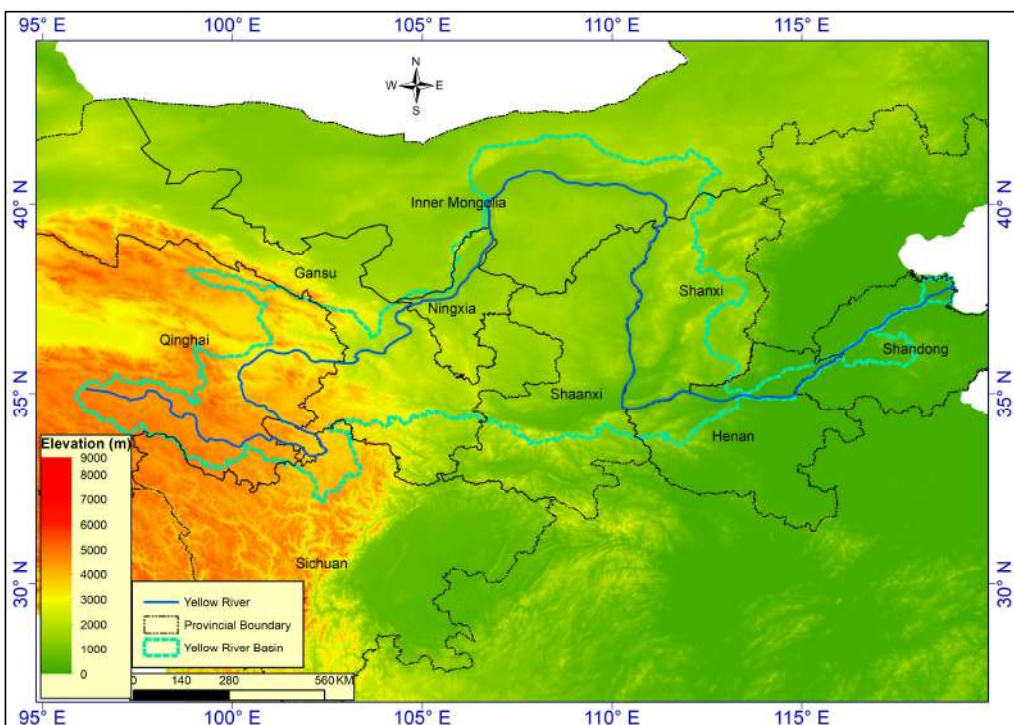 95° E 100° E 105° E 110° E 115° E
N
W E
S
40° N 40° N
Inner Mongolia
Gansu
Shanxi
Ningxia
Qinghai
Shandong
35° N 35° N
Shaanxi
Henan
Elevation (m)
9000
8000
7000
6000
5000
4000
3000
2000
1000
0
Sichuan
30° N 30° N
Yellow River
Provincial Boundary
Yellow River Basin
0 140 280 560 KM
95° E 100° E 105° E 110° E 115° E